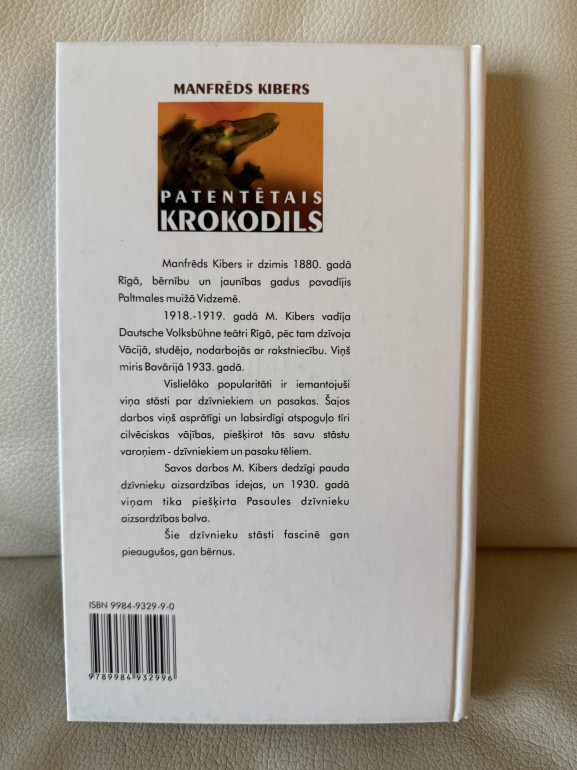 MANFRĒDS KIBERS
PATENTĒTAIS
KROKODILS
Manfrēds Kibers ir dzimis 1880. gadā
Rīgā, bērnību un jaunības gadus pavadījis
Paltmales muižā Vidzemē.
1918.-1919. gadā M. Kibers vadīja
Dautsche Volksbühne teātri Rīgā, pēc tam dzīvoja
Vācijā, studēja, nodarbojās ar rakstniecību. Viņš
miris Bavārijā 1933. gadā.
Vislielāko popularitāti ir iemantojuši
viņa stāsti par dzīvniekiem un pasakas. Šajos
darbos viņš asprātīgi un labsirdīgi atspoguļo tīri
cilvēciskas vājības, piešķirot tās savu stāstu
varoņiem - dzīvniekiem un pasaku tēliem.
Savos darbos M. Kibers dedzīgi pauda
dzīvnieku aizsardzības idejas, un 1930. gadā
viņam tika piešķirta Pasaules dzīvnieku
aizsardzības balva.
Šie dzīvnieku stāsti fascinē gan
pieaugušos, gan bērnus.
ISBN 9984-9329-9-0
9789984932996